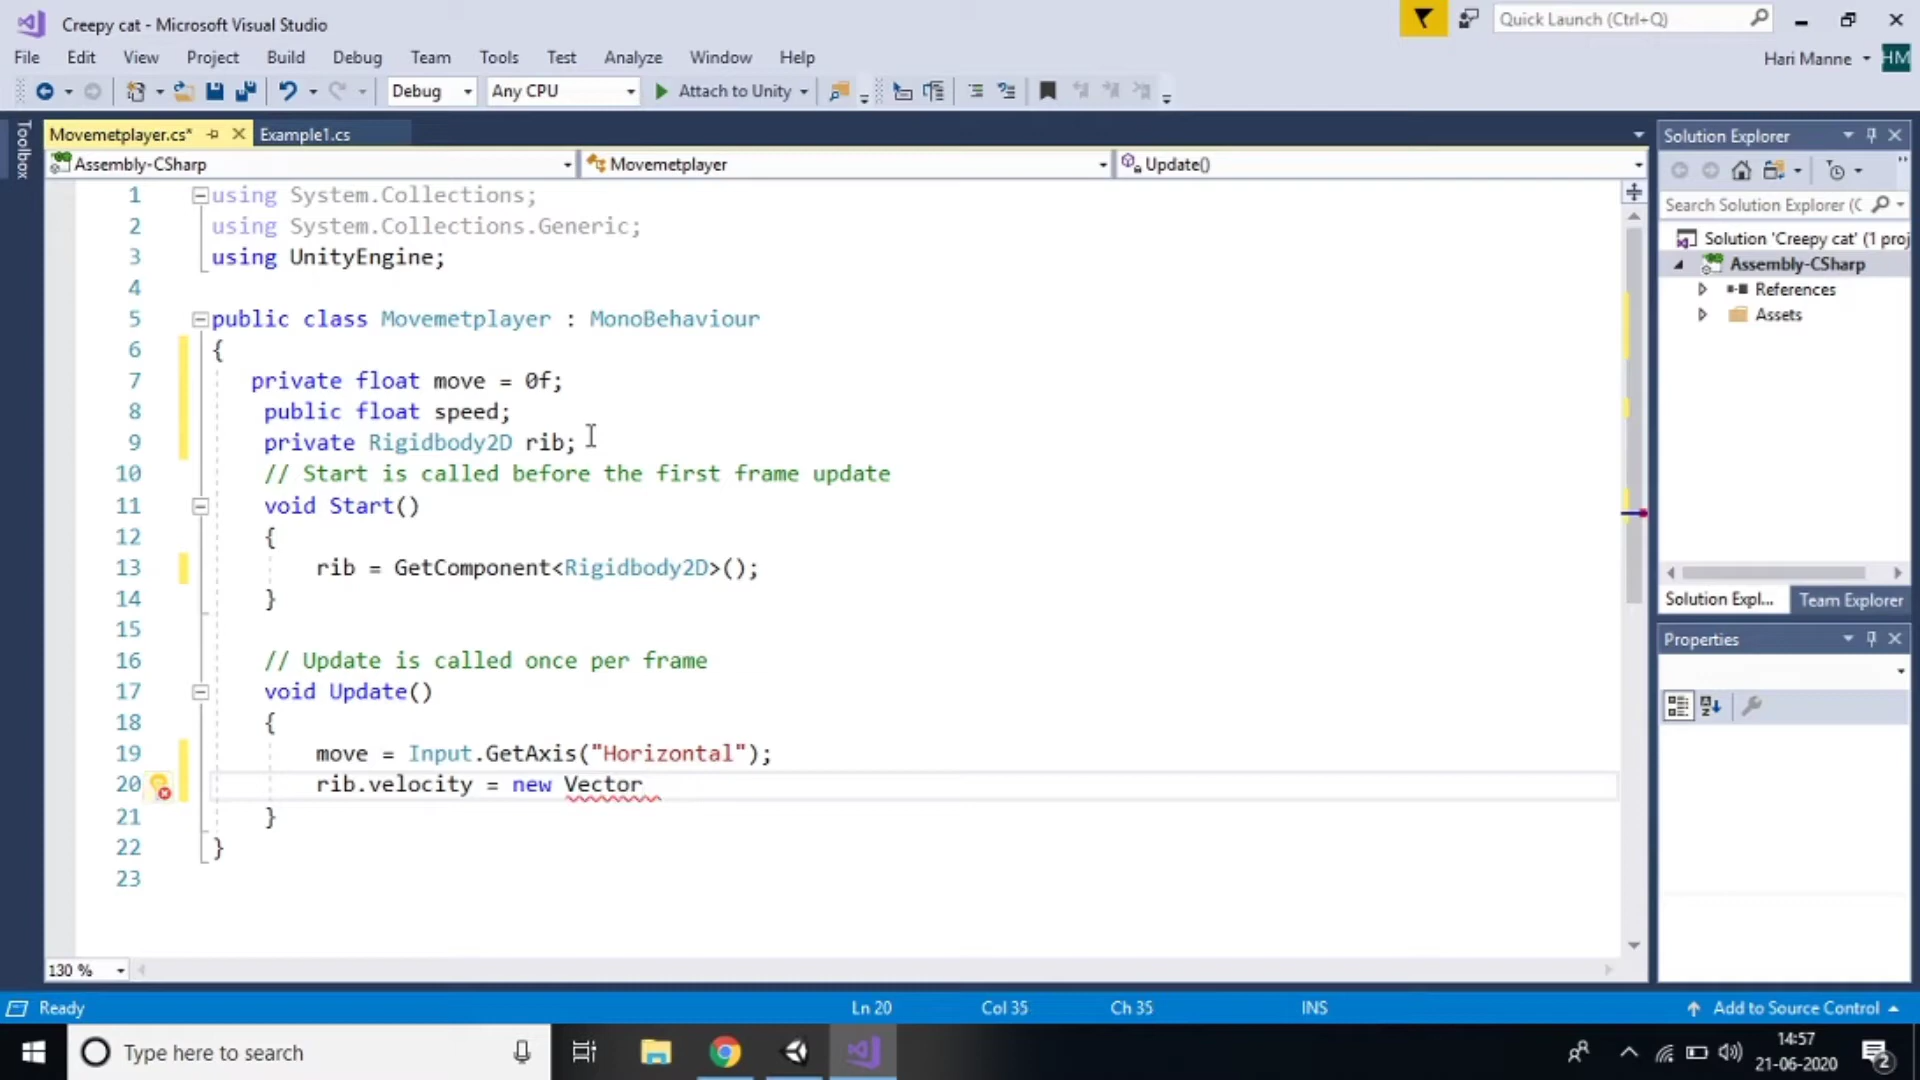 Creepy cat - Microsoft Visual Studio
Quick Launch (Ctrl+Q)
File Edit View Project Build Debug Team Tools Test Analyze Window Help
Hari Manne
HM
Debug Any CPU Attach to Unity
Toolbox
Movemetplayer.cs* Example1.cs
Assembly-CSharp Movemetplayer Update()
1 using System.Collections;
2 using System.Collections.Generic;
3 using UnityEngine;
4
5 public class Movemetplayer : MonoBehaviour
6 {
7 private float move = 0f;
8 public float speed;
9 private Rigidbody2D rib;
10 // Start is called before the first frame update
11 void Start()
12 {
13 rib = GetComponent<Rigidbody2D>();
14 }
15
16 // Update is called once per frame
17 void Update()
18 {
19 move = Input.GetAxis("Horizontal");
20 rib.velocity = new Vector
21 }
22 }
23
130 %
Solution Explorer
Search Solution Explorer (C
Solution 'Creepy cat' (1 proj
Assembly-CSharp
References
Assets
Solution Expl... Team Explorer
Properties
Ready Ln 20 Col 35 Ch 35 INS Add to Source Control
Type here to search
14:57
21-06-2020
2